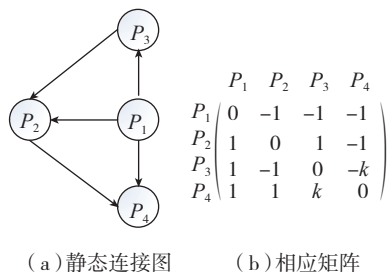 P3
P2
P1
P4
P1 P2 P3 P4
P1 0 -1 -1 -1
P2 1 0 1 -1
P3 1 -1 0 -k
P4 1 1 k 0
（a）静态连接图
（b）相应矩阵